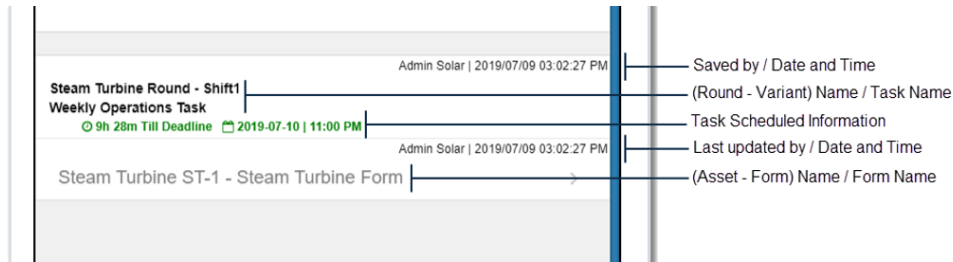 Admin Solar | 2019/07/09 03:02:27 PM
Saved by / Date and Time
Steam Turbine Round - Shift1
(Round - Variant) Name / Task Name
Weekly Operations Task
9h 28m Till Deadline 2019-07-10 | 11:00 PM
Task Scheduled Information
Admin Solar | 2019/07/09 03:02:27 PM
Last updated by / Date and Time
Steam Turbine ST-1 - Steam Turbine Form
(Asset - Form) Name / Form Name